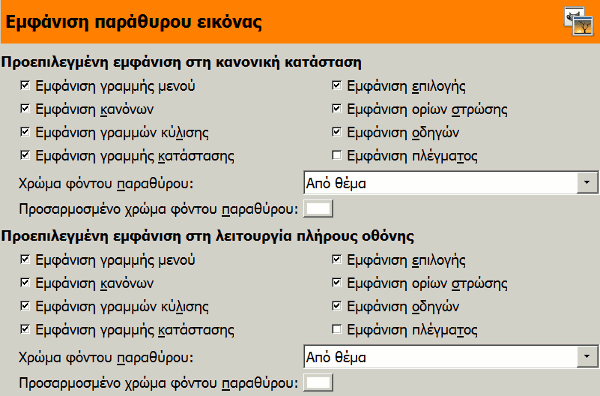 Εμφάνιση παράθυρου εικόνας
Προεπιλεγμένη εμφάνιση στη κανονική κατάσταση
Εμφάνιση γραμμής μενού Εμφάνιση επιλογής
Εμφάνιση κανόνων Εμφάνιση ορίων στρώσης
Εμφάνιση γραμμών κύλισης Εμφάνιση οδηγών
Εμφάνιση γραμμής κατάστασης Εμφάνιση πλέγματος
Χρώμα φόντου παραθύρου: Από θέμα
Προσαρμοσμένο χρώμα φόντου παραθύρου:
Προεπιλεγμένη εμφάνιση στη λειτουργία πλήρους οθόνης
Εμφάνιση γραμμής μενού Εμφάνιση επιλογής
Εμφάνιση κανόνων Εμφάνιση ορίων στρώσης
Εμφάνιση γραμμών κύλισης Εμφάνιση οδηγών
Εμφάνιση γραμμής κατάστασης Εμφάνιση πλέγματος
Χρώμα φόντου παραθύρου: Από θέμα
Προσαρμοσμένο χρώμα φόντου παραθύρου: